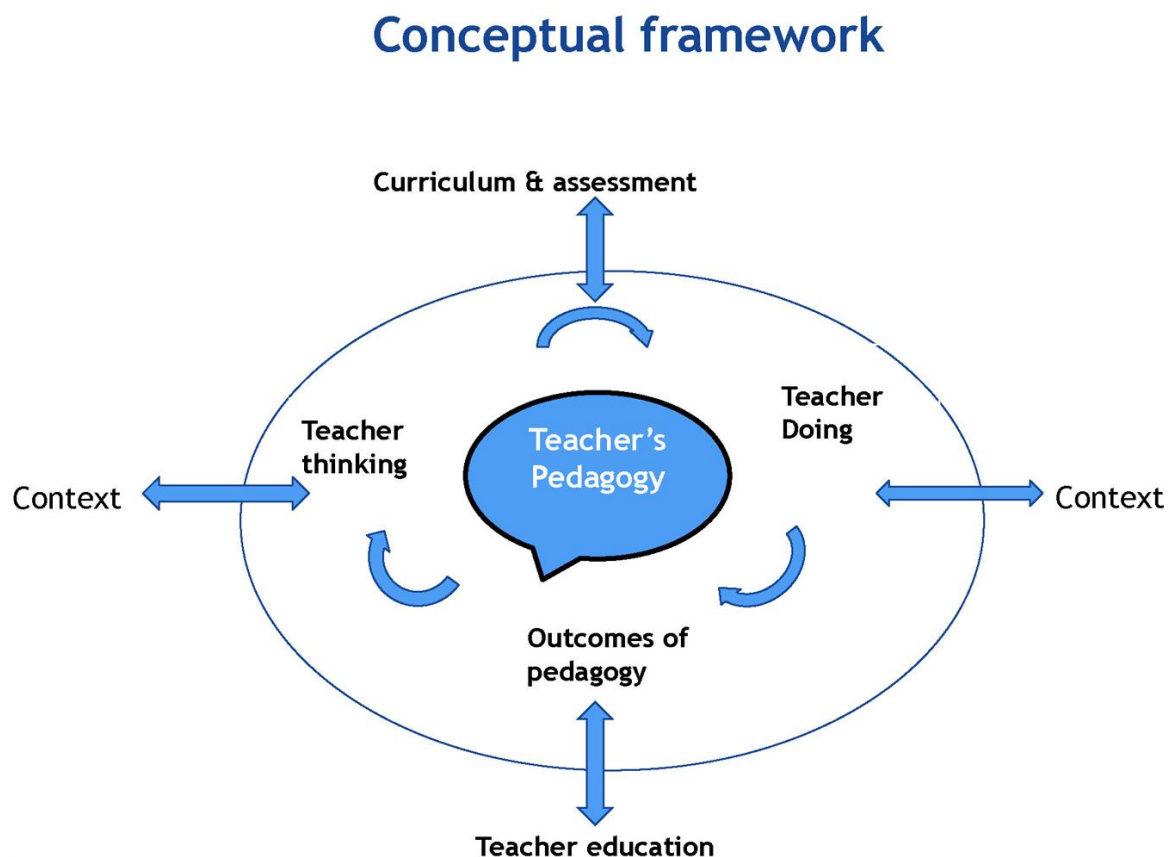 Conceptual framework
Curriculum & assessment
Teacher
thinking
Teacher's
Pedagogy
Teacher
Doing
Context
Context
Outcomes of
pedagogy
Teacher education